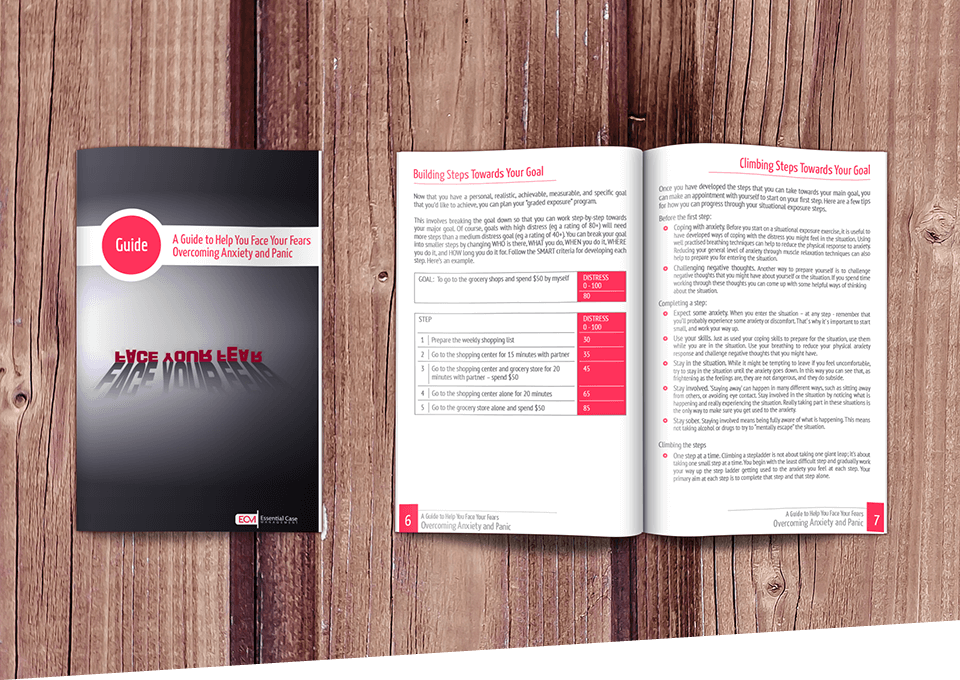 Guide
A Guide to Help You Face Your Fears
Overcoming Anxiety and Panic
FACE YOUR FEAR
ECM Essential Case
MANAGEMENT
Building Steps Towards Your Goal
Now that you have a personal, realistic, achievable, measurable, and specific goal
that you'd like to achieve, you can plan your "graded exposure" program.
This involves breaking the goal down so that you can work step-by-step towards
your major goal. Of course, goals with high distress (eg a rating of 80+) will need
more steps than a medium distress goal (eg a rating of 40+). You can break your goal
into smaller steps by changing WHO is there, WHAT you do, WHEN you do it, WHERE
you do it, and HOW long you do it for. Follow the SMART criteria for developing each
step. Here's an example.
GOAL: To go to the grocery shops and spend $50 by myself
DISTRESS
0 - 100
80
STEP
DISTRESS
0 - 100
1 Prepare the weekly shopping list 30
2 Go to the shopping center for 15 minutes with partner 35
3 Go to the shopping center and grocery store for 20 45
minutes with partner – spend $50
4 Go to the shopping center alone for 20 minutes 65
5 Go to the grocery store alone and spend $50 85
6
A Guide to Help You Face Your Fears
Overcoming Anxiety and Panic
Climbing Steps Towards Your Goal
Once you have developed the steps that you can take towards your main goal, you
can make an appointment with yourself to start on your first step. Here are a few tips
for how you can progress through your situational exposure steps.
Before the first step:
Coping with anxiety. Before you start on a situational exposure exercise, it is useful to
have developed ways of coping with the distress you might feel in the situation. Using
well practised breathing techniques can help to reduce the physical response to anxiety.
Reducing your general level of anxiety through muscle relaxation techniques can also
help to prepare you for entering the situation.
Challenging negative thoughts. Another way to prepare yourself is to challenge
negative thoughts that you might have about yourself or the situation. If you spend time
working through these thoughts you can come up with some helpful ways of thinking
about the situation.
Completing a step:
Expect some anxiety. When you enter the situation – at any step - remember that
you'll probably experience some anxiety or discomfort. That's why it's important to start
small, and work your way up.
Use your skills. Just as used your coping skills to prepare for the situation, use them
while you are in the situation. Use your breathing to reduce your physical anxiety
response and challenge negative thoughts that you might have.
Stay in the situation. While it might be tempting to leave if you feel uncomfortable,
try to stay in the situation until the anxiety goes down. In this way you can see that, as
frightening as the feelings are, they are not dangerous, and they do subside.
Stay involved. 'Staying away' can happen in many different ways, such as sitting away
from others, or avoiding eye contact. Stay involved in the situation by noticing what is
happening and really experiencing the situation. Really taking part in these situations is
the only way to make sure you get used to the anxiety.
Stay sober. Staying involved means being fully aware of what is happening. This means
not taking alcohol or drugs to try to "mentally escape" the situation.
Climbing the steps
One step at a time. Climbing a stepladder is not about taking one giant leap; it's about
taking one small step at a time. You begin with the least difficult step and gradually work
your way up the step ladder getting used to the anxiety you feel at each step. Your
primary aim at each step is to complete that step and that step alone.
A Guide to Help You Face Your Fears
Overcoming Anxiety and Panic
7